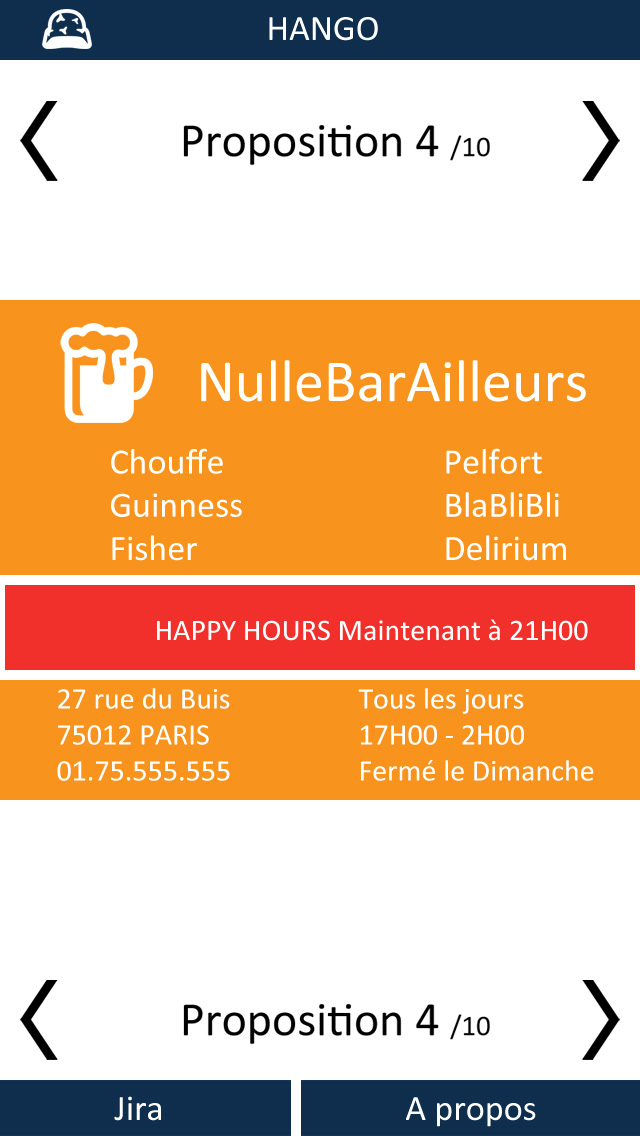 HANGO
Proposition 4 /10
NulleBarAilleurs
Chouffe
Pelfort
Guinness
BlaBliBli
Fisher
Delirium
HAPPY HOURS Maintenant à 21H00
27 rue du Buis
Tous les jours
75012 PARIS
17H00 - 2H00
01.75.555.555
Fermé le Dimanche
Proposition 4 /10
Jira
A propos